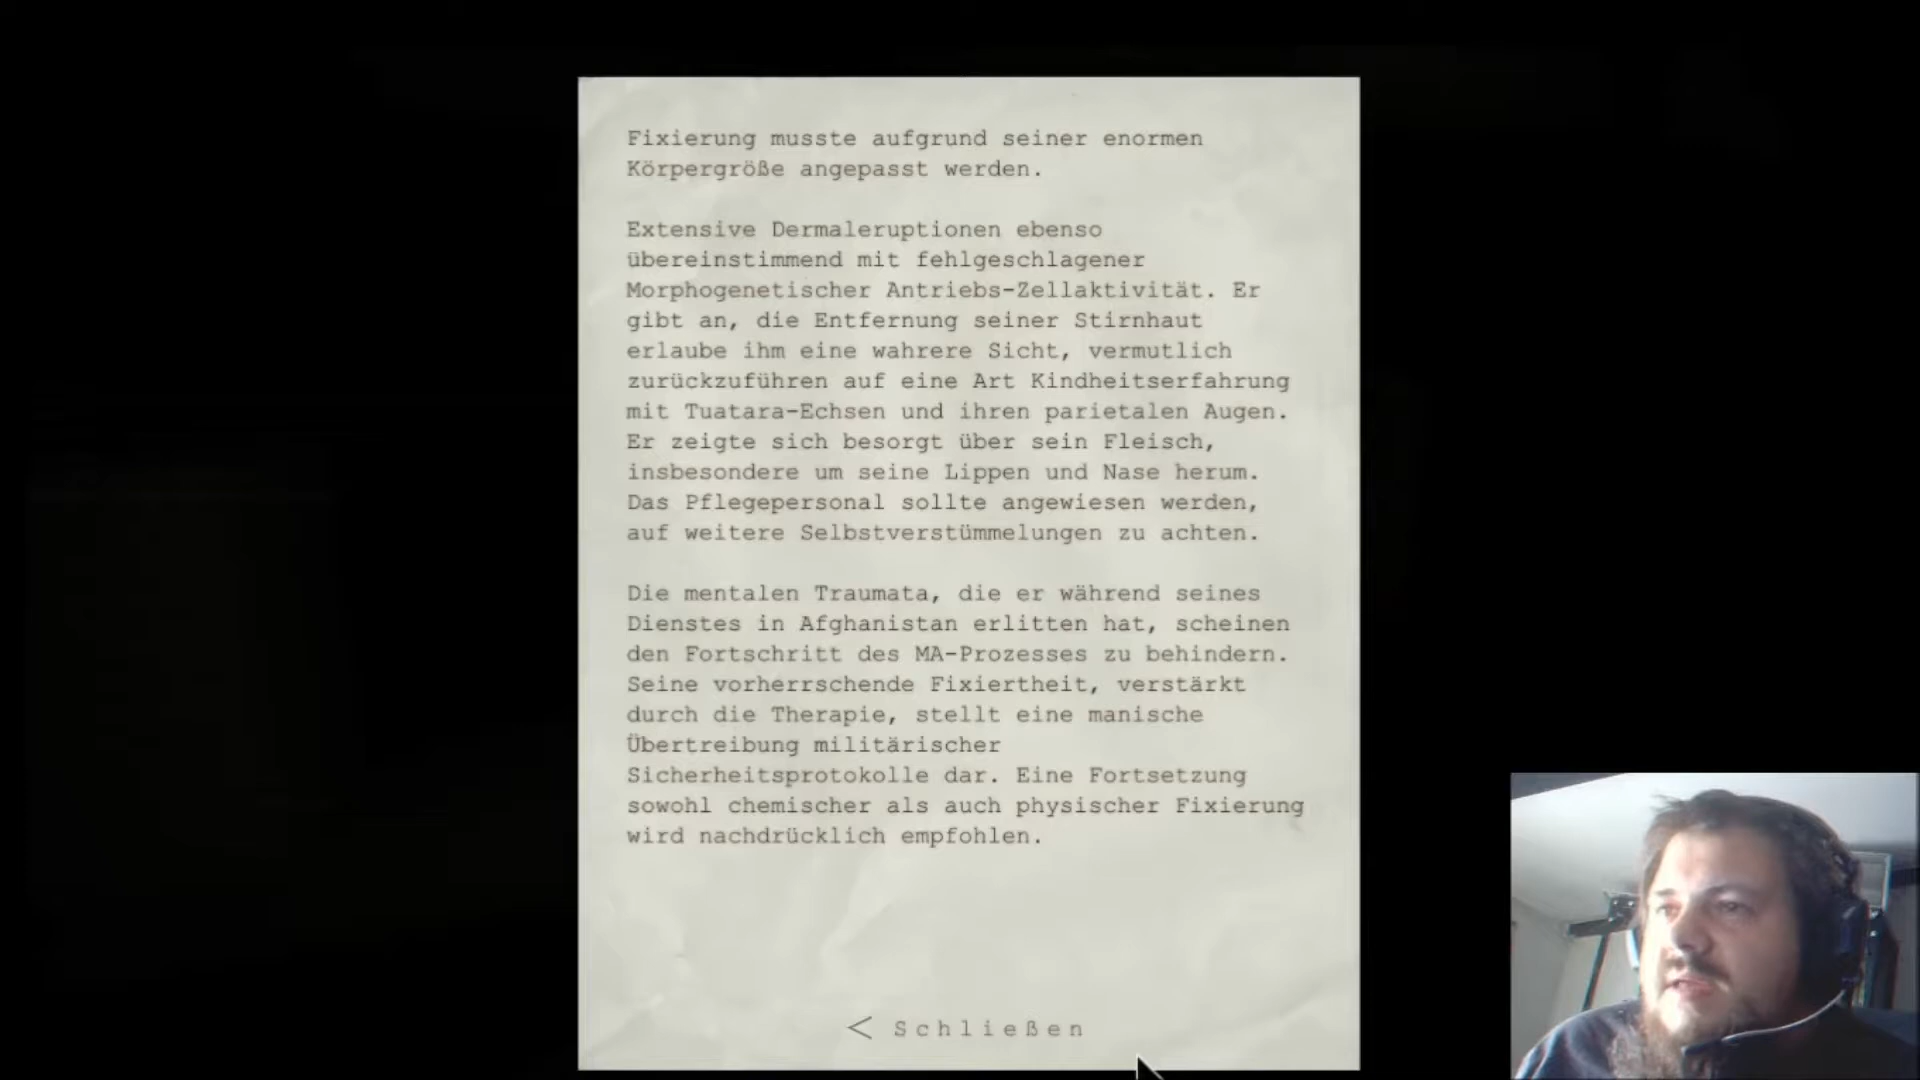 Fixierung musste aufgrund seiner enormen
Körpergröße angepasst werden.
Extensive Dermaleruptionen ebenso
übereinstimmend mit fehlgeschlagener
Morphogenetischer Antriebs-Zellaktivität. Er
gibt an, die Entfernung seiner Stirnhaut
erlaube ihm eine wahrere Sicht, vermutlich
zurückzuführen auf eine Art Kindheitserfahrung
mit Tuatara-Echsen und ihren parietalen Augen.
Er zeigte sich besorgt über sein Fleisch,
insbesondere um seine Lippen und Nase herum.
Das Pflegepersonal sollte angewiesen werden,
auf weitere Selbstverstümmelungen zu achten.
Die mentalen Traumata, die er während seines
Dienstes in Afghanistan erlitten hat, scheinen
den Fortschritt des MA-Prozesses zu behindern.
Seine vorherrschende Fixiertheit, verstärkt
durch die Therapie, stellt eine manische
Übertreibung militärischer
Sicherheitsprotokolle dar. Eine Fortsetzung
sowohl chemischer als auch physischer Fixierung
wird nachdrücklich empfohlen.
< Schließen